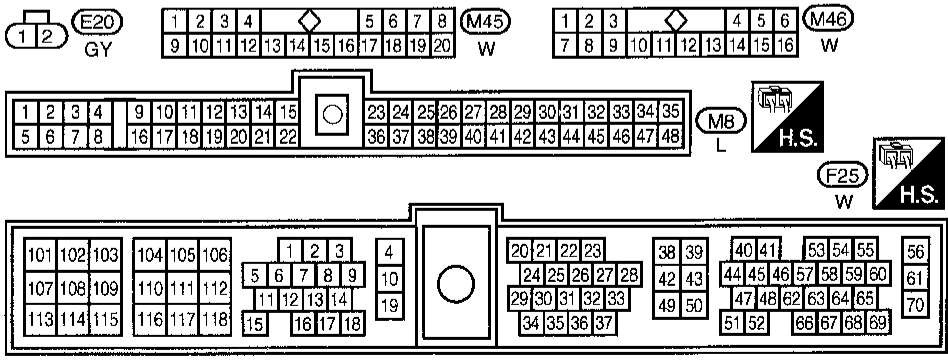 1 2 E20 GY
1 2 3 4 5 6 7 8 M45
9 10 11 12 13 14 15 16 17 18 19 20 W
1 2 3 4 5 6 M46
7 8 9 10 11 12 13 14 15 16 W
1 2 3 4 9 10 11 12 13 14 15 23 24 25 26 27 28 29 30 31 32 33 34 35 M8
5 6 7 8 16 17 18 19 20 21 22 36 37 38 39 40 41 42 43 44 45 46 47 48 L
H.S.
F25
W
H.S.
101 102 103 104 105 106 1 2 3 4 20 21 22 23 38 39 40 41 53 54 55 56
5 6 7 8 9 10 24 25 26 27 28 42 43 44 45 46 57 58 59 60 61
107 108 109 110 111 112 11 12 13 14 19 29 30 31 32 33 49 50 47 48 62 63 64 65 70
113 114 115 116 117 118 15 16 17 18 34 35 36 37 51 52 66 67 68 69